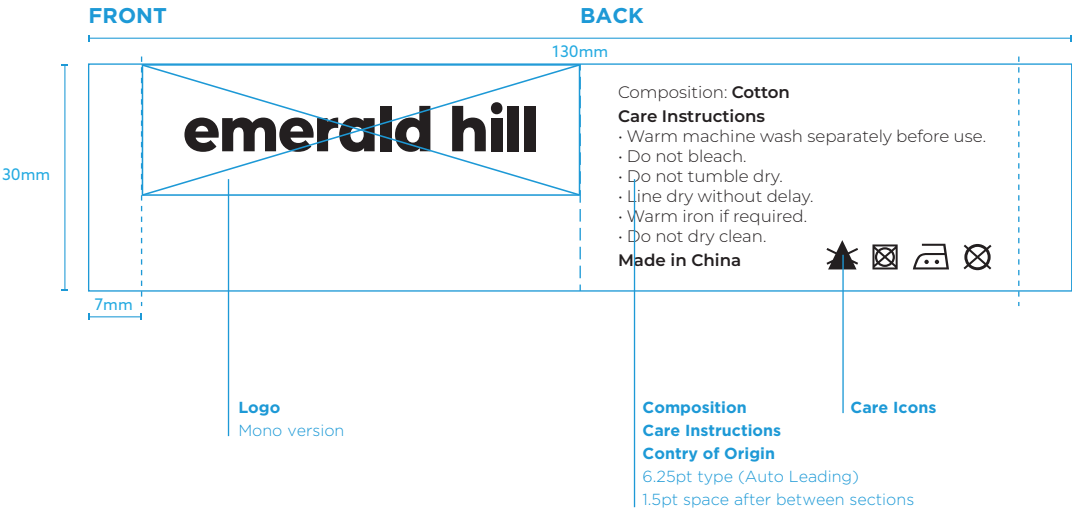 FRONT
BACK
130mm
emerald hill
Composition: Cotton
Care Instructions
· Warm machine wash separately before use.
· Do not bleach.
· Do not tumble dry.
· Line dry without delay.
· Warm iron if required.
· Do not dry clean.
Made in China
30mm
7mm
Logo
Mono version
Composition
Care Instructions
Contry of Origin
6.25pt type (Auto Leading)
1.5pt space after between sections
Care Icons